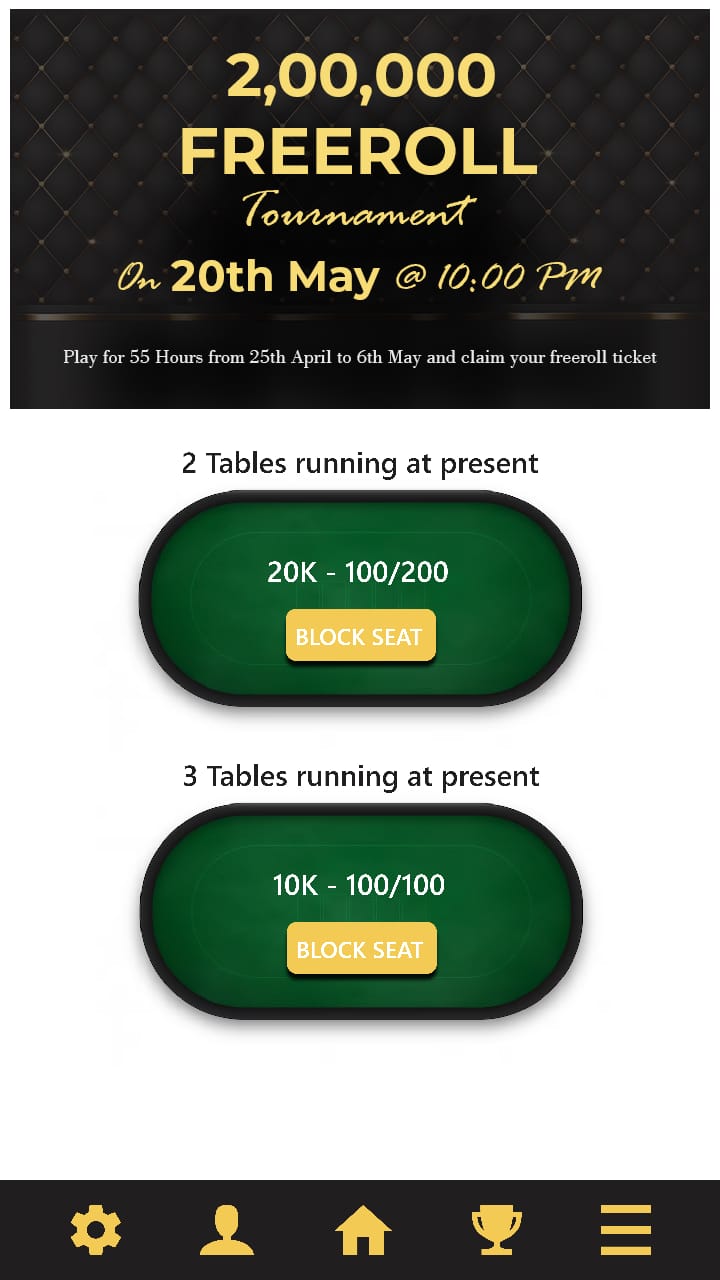 2,00,000
FREEROLL
Tournament
On 20th May @ 10:00 PM
Play for 55 Hours from 25th April to 6th May and claim your freeroll ticket
2 Tables running at present
20K - 100/200
BLOCK SEAT
3 Tables running at present
10K - 100/100
BLOCK SEAT